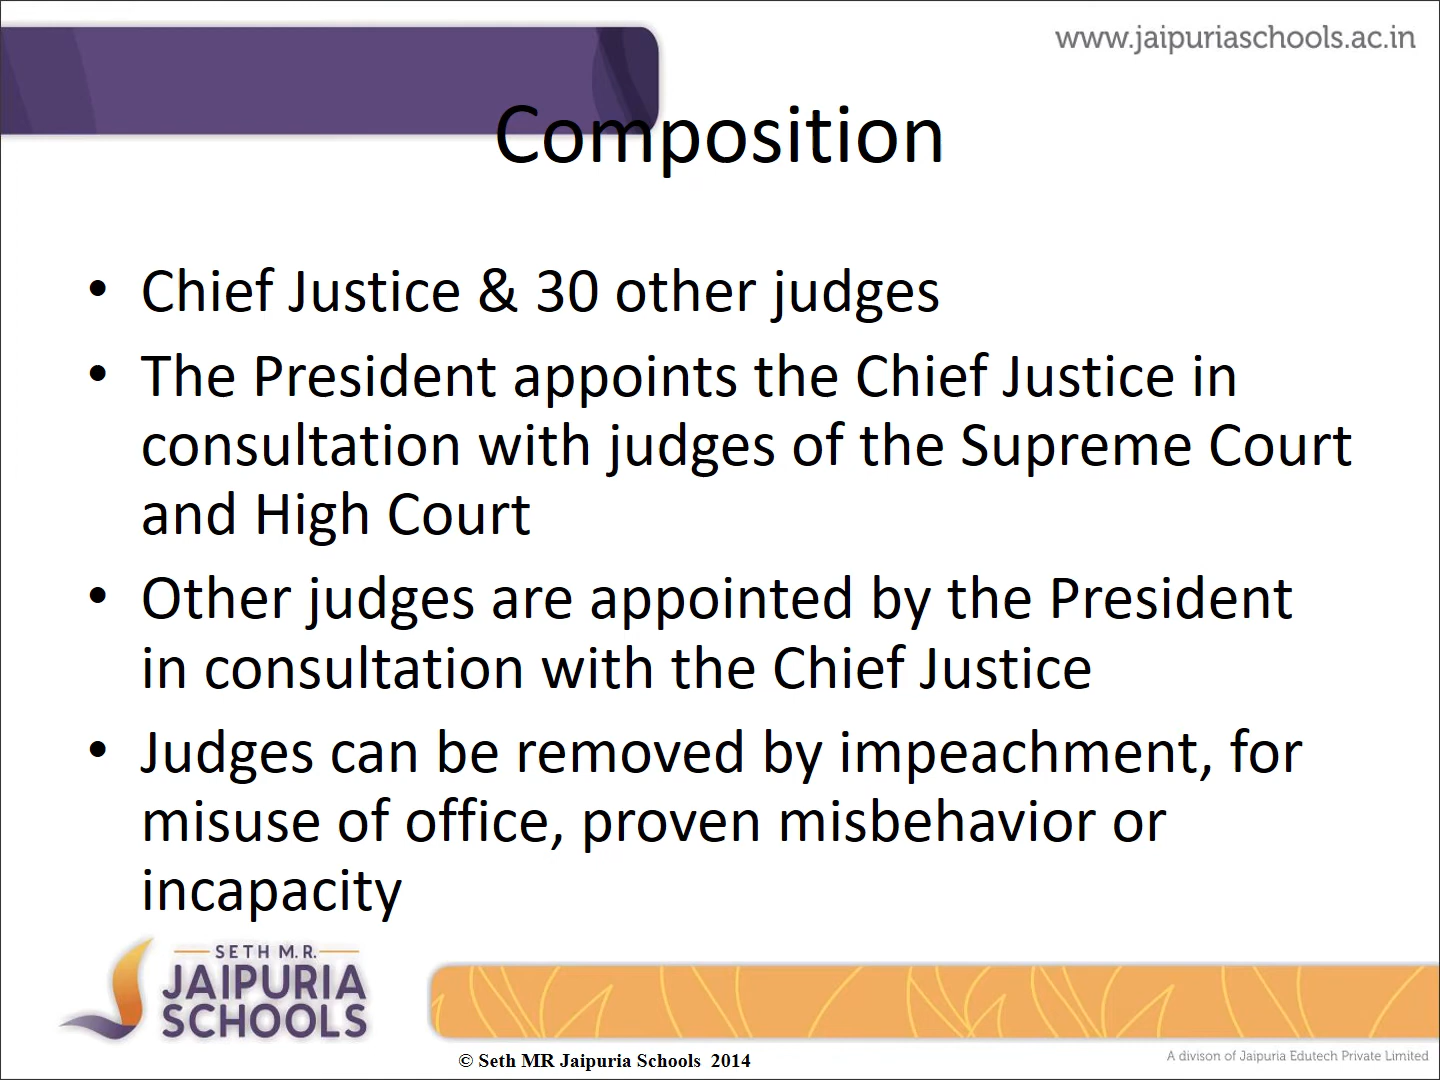 www.jaipuriaschools.ac.in
Composition
• Chief Justice & 30 other judges
• The President appoints the Chief Justice in
consultation with judges of the Supreme Court
and High Court
• Other judges are appointed by the President
in consultation with the Chief Justice
• Judges can be removed by impeachment, for
misuse of office, proven misbehavior or
incapacity
SETH M.R.
JAIPURIA
SCHOOLS
© Seth MR Jaipuria Schools 2014
A divison of Jaipuria Edutech Private Limited